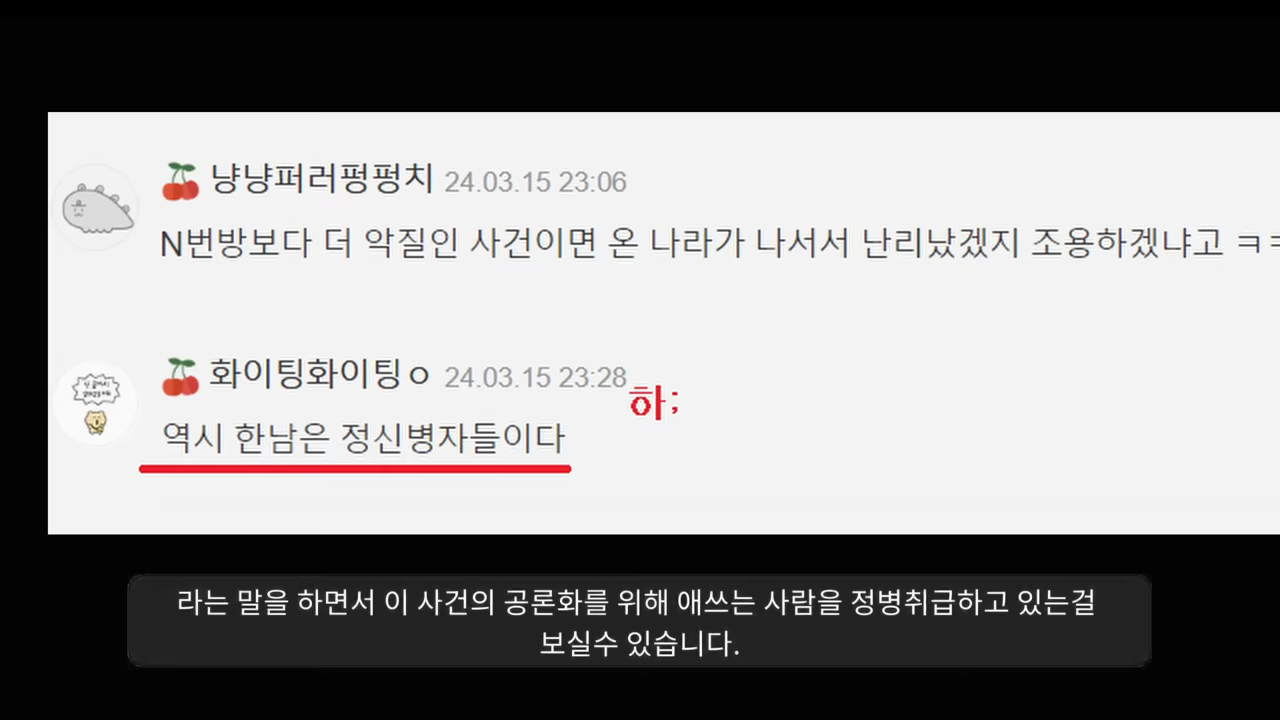 냥냥퍼러펑펑치 24.03.15 23:06
N번방보다 더 악질인 사건이면 온 나라가 나서서 난리났겠지 조용하겠냐고 ㅋㅋ
화이팅화이팅ㅇ 24.03.15 23:28
하;
역시 한남은 정신병자들이다
라는 말을 하면서 이 사건의 공론화를 위해 애쓰는 사람을 정병취급하고 있는걸
보실수 있습니다.